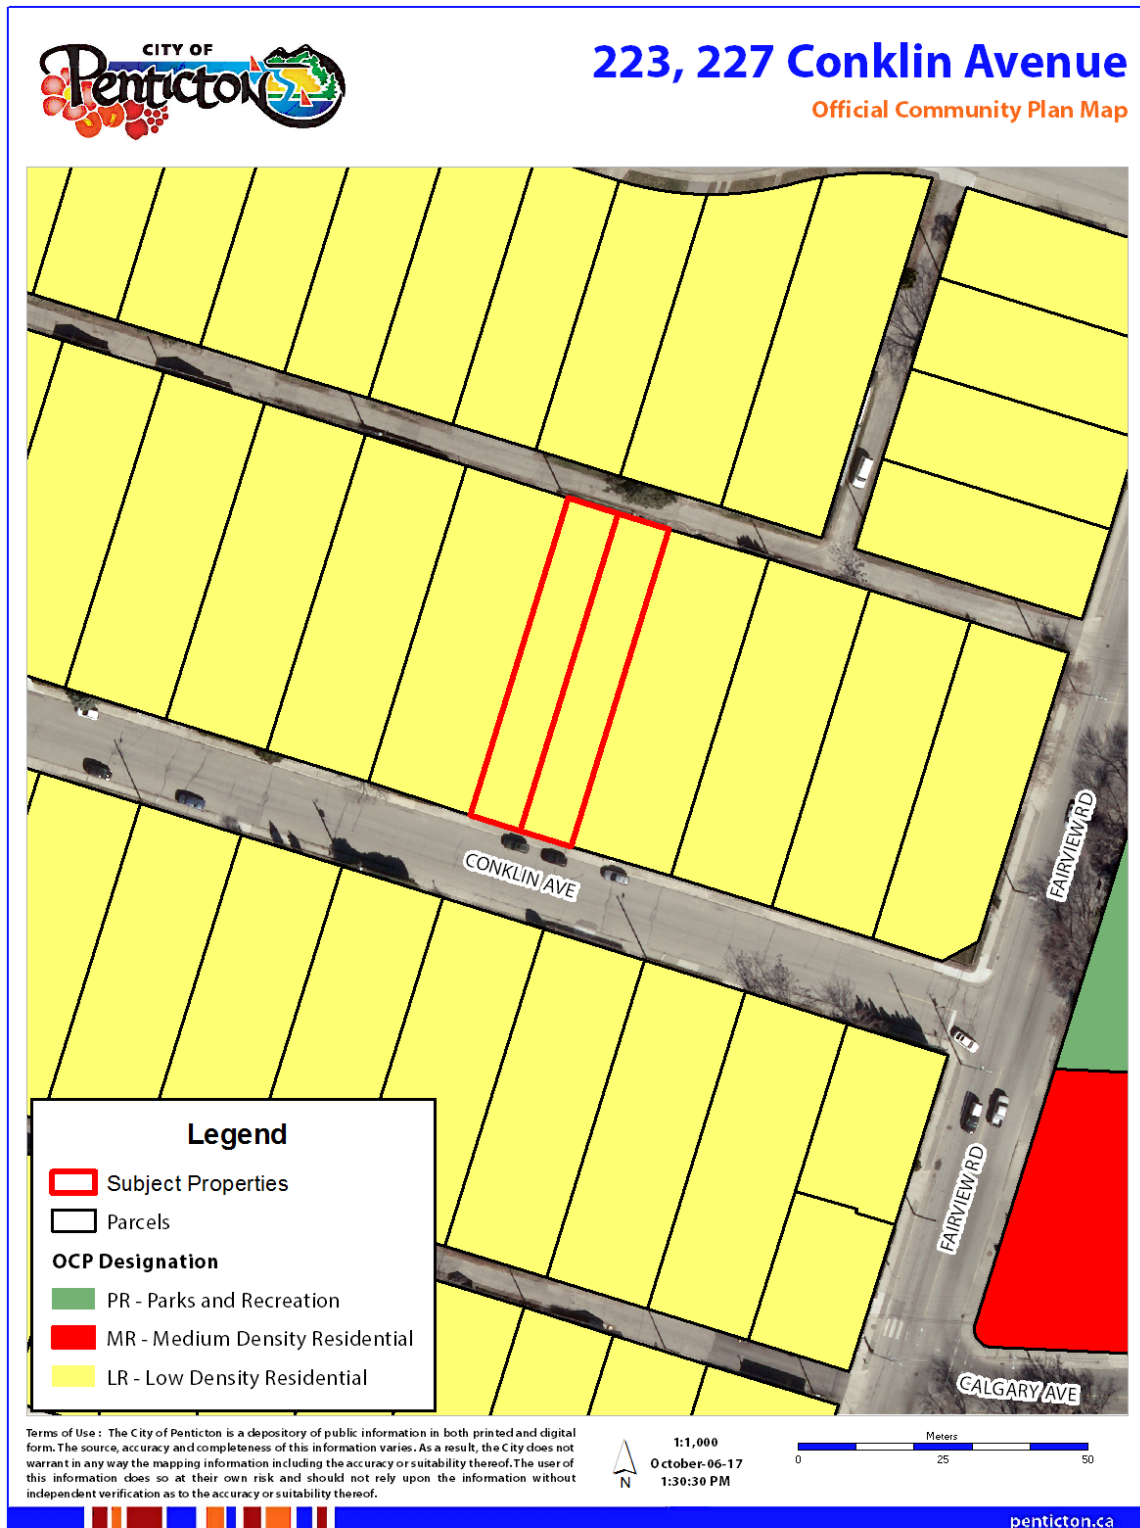 CITY OF
Penticton
223, 227 Conklin Avenue
Official Community Plan Map
CONKLIN AVE
FAIRVIEW RD
FAIRVIEW RD
CALGARY AVE
Legend
Subject Properties
Parcels
OCP Designation
PR - Parks and Recreation
MR - Medium Density Residential
LR - Low Density Residential
Terms of Use : The City of Penticton is a depository of public information in both printed and digital
form. The source, accuracy and completeness of this information varies. As a result, the City does not
warrant in any way the mapping information including the accuracy or suitability thereof. The user of
this information does so at their own risk and should not rely upon the information without
independent verification as to the accuracy or suitability thereof.
N
1:1,000
October-06-17
1:30:30 PM
Meters
0 25 50
penticton.ca